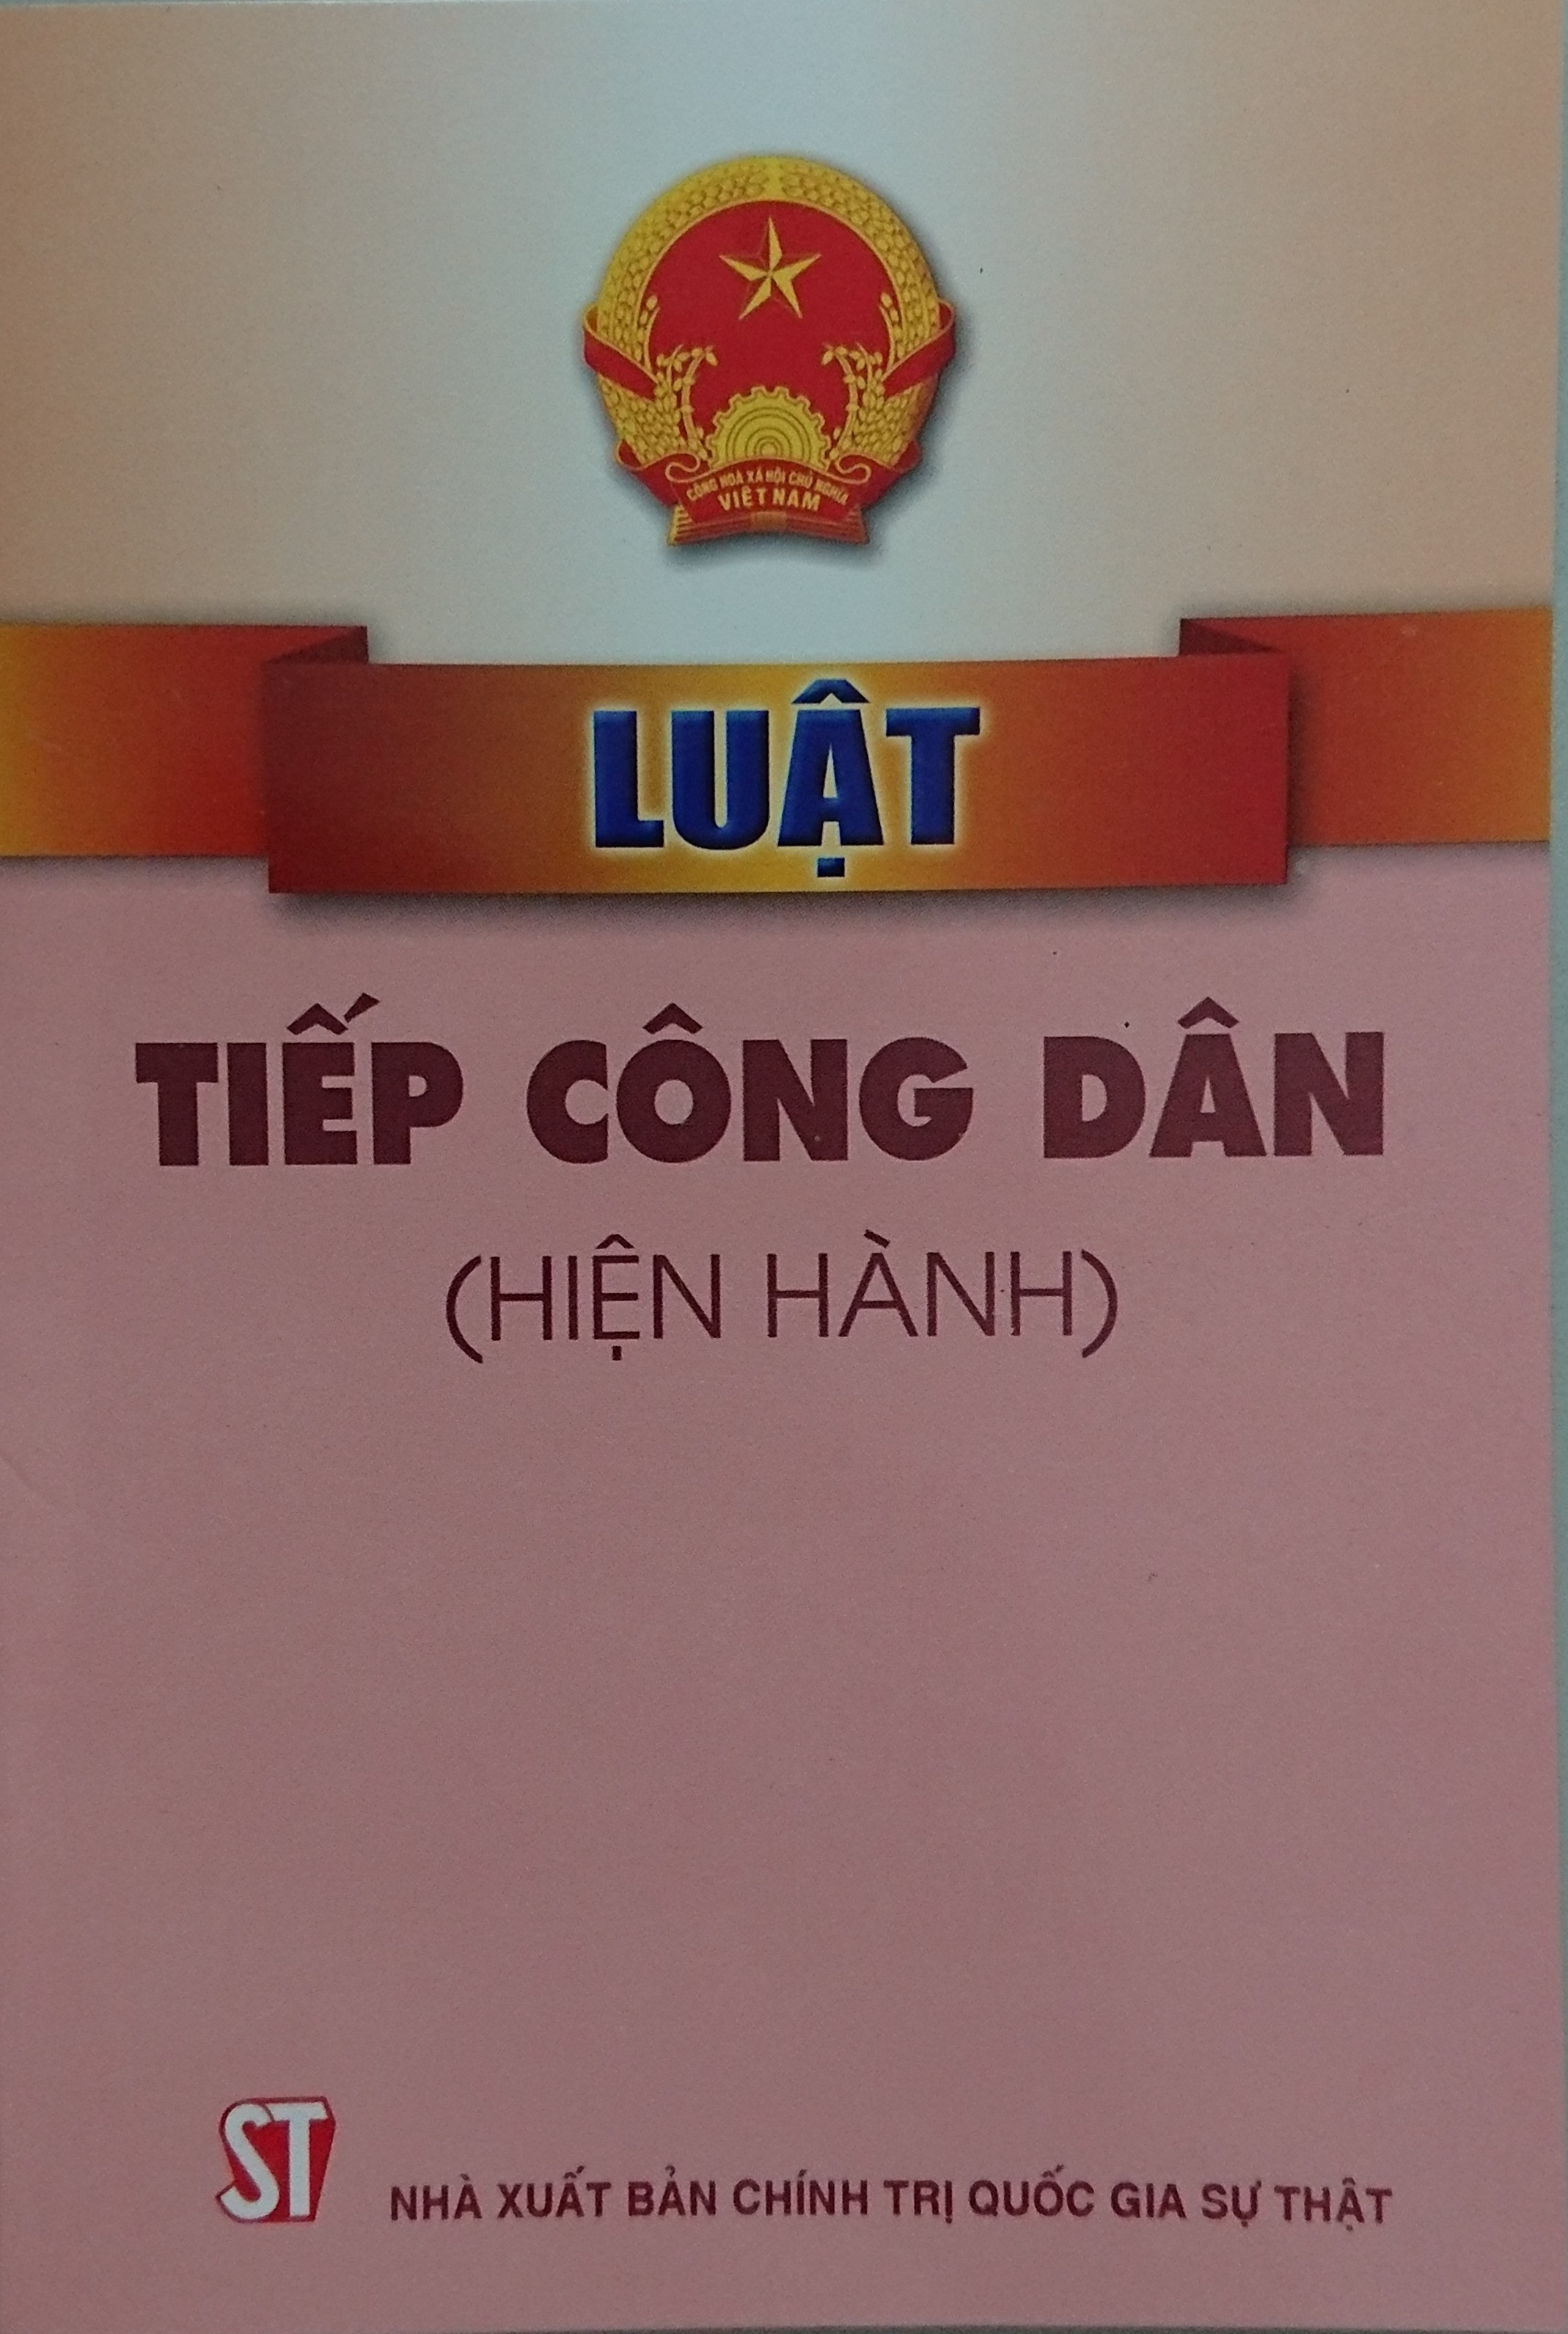 CÔNG HOÀ XÃ HỘI CHỦ NGHĨA
VIỆT NAM
LUẬT
TIẾP CÔNG DÂN
(HIỆN HÀNH)
ST
NHÀ XUẤT BẢN CHÍNH TRỊ QUỐC GIA SỰ THẬT